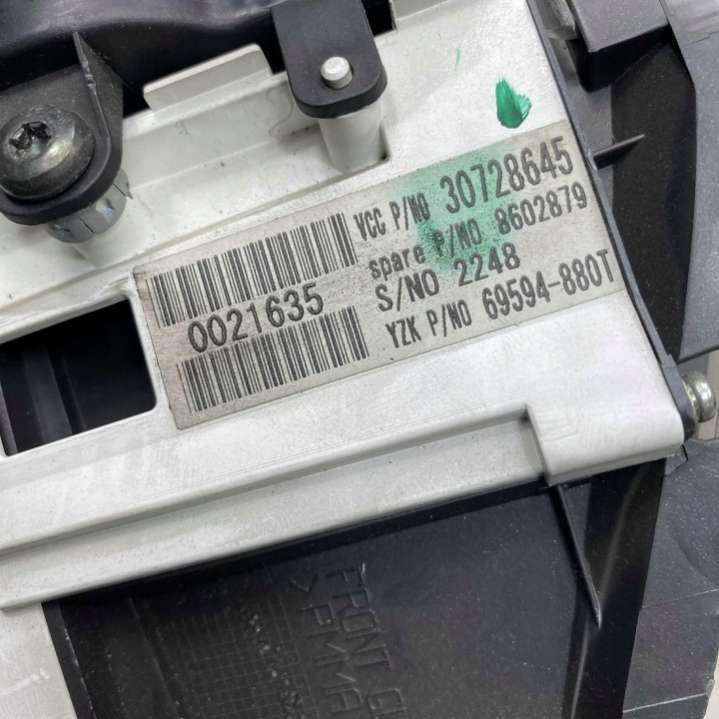 VCC P/NO 30728645
spare P/NO 8602879
S/NO 2248
YZK P/NO 69594-880T
0021635
FRONT
>PMMA